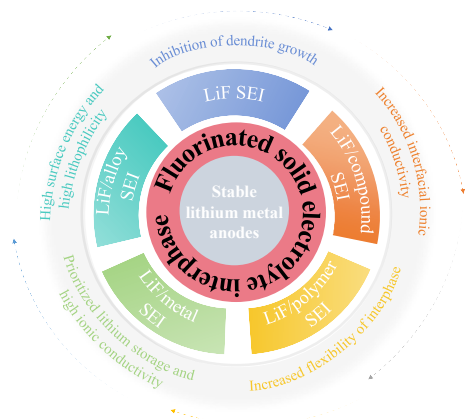 Inhibition of dendrite growth
LiF SEI
Increased interfacial ionic
conductivity
LiF/compound
SEI
Increased flexibility of interphase
LiF/polymer
SEI
Prioritized lithium storage and
high ionic conductivity
LiF/metal
SEI
High surface energy and
high lithophilicity
LiF/alloy
SEI
Fluorinated solid electrolyte interphase
Stable
lithium metal
anodes